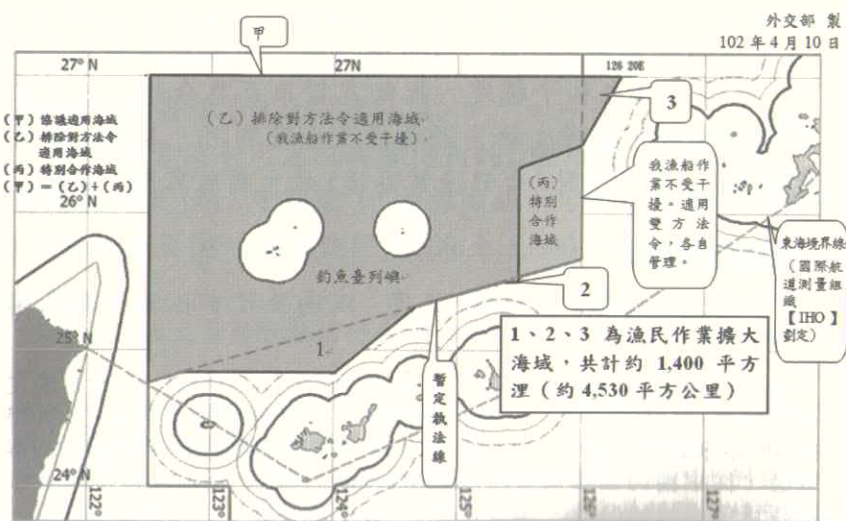 外交部 製
102 年 4 月 10 日
甲
27° N
27N
126 20E
(甲) 協議適用海域
(乙) 排除對方法令
適用海域
(丙) 特別合作海域
(甲) = (乙) + (丙)
(乙) 排除對方法令適用海域
(我漁船作業不受干擾)
3
26° N
(丙)
特別
合作
海域
我漁船作
業不受干
擾。適用
雙方法
令，各自
管理。
東海境界線
(國際航
道測量組
織
【IHO】
劃定)
釣魚臺列嶼
2
25° N
1
暫定執法線
1、2、3 為漁民作業擴大
海域，共計約 1,400 平方
浬 (約 4,530 平方公里)
24° N
122°
123°
124°
125°
126°
127°